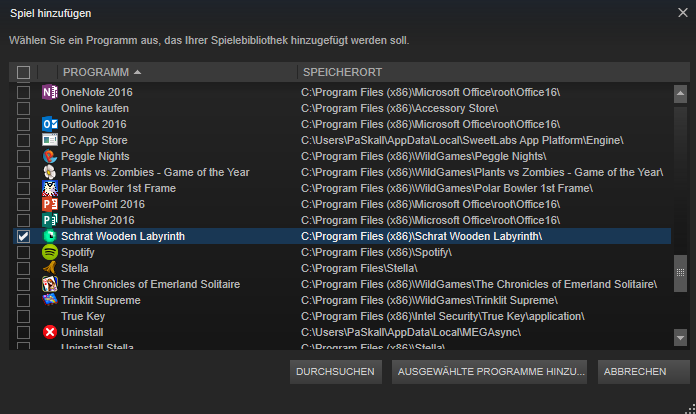 Spiel hinzufügen
Wählen Sie ein Programm aus, das Ihrer Spielebibliothek hinzugefügt werden soll.
PROGRAMM SPEICHERORT
OneNote 2016 C:\Program Files (x86)\Microsoft Office\root\Office16\
Online kaufen C:\Program Files (x86)\Accessory Store\
Outlook 2016 C:\Program Files (x86)\Microsoft Office\root\Office16\
PC App Store C:\Users\PaSkall\AppData\Local\SweetLabs App Platform\Engine\
Peggle Nights C:\Program Files (x86)\WildGames\Peggle Nights\
Plants vs. Zombies - Game of the Year C:\Program Files (x86)\WildGames\Plants vs. Zombies - Game of the Year\
Polar Bowler 1st Frame C:\Program Files (x86)\WildGames\Polar Bowler 1st Frame\
PowerPoint 2016 C:\Program Files (x86)\Microsoft Office\root\Office16\
Publisher 2016 C:\Program Files (x86)\Microsoft Office\root\Office16\
Schrat Wooden Labyrinth C:\Program Files (x86)\Schrat Wooden Labyrinth\
Spotify C:\Program Files (x86)\Spotify\
Stella C:\Program Files (x86)\Stella\
The Chronicles of Emerland Solitaire C:\Program Files (x86)\WildGames\The Chronicles of Emerland Solitaire\
Trinklit Supreme C:\Program Files (x86)\WildGames\Trinklit Supreme\
True Key C:\Program Files (x86)\Intel Security\True Key\application\
Uninstall C:\Users\PaSkall\AppData\Local\MEGAsync\
Uninstall Stella C:\Program Files (x86)\Stella\
DURCHSUCHEN AUSGEWÄHLTE PROGRAMME HINZU... ABBRECHEN